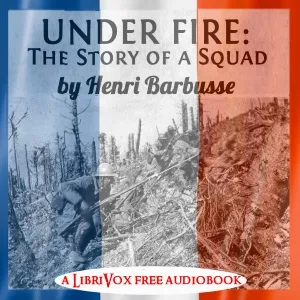 UNDER FIRE:
THE STORY OF A SQUAD
by Henri Barbusse
a LIBRIVOX FREE AUDIOBOOK